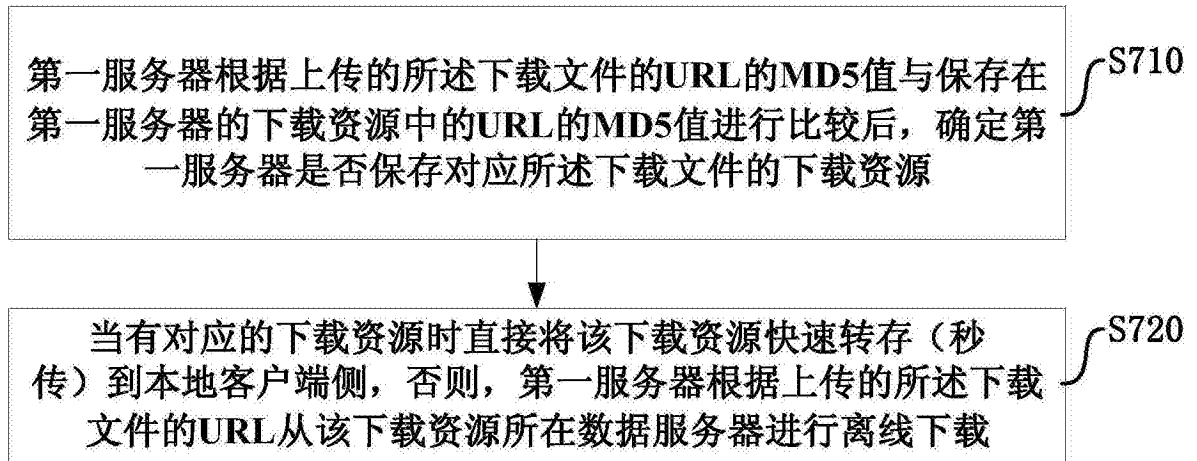 第一服务器根据上传的所述下载文件的URL的MD5值与保存在
第一服务器的下载资源中的URL的MD5值进行比较后，确定第
一服务器是否保存对应所述下载文件的下载资源
S710
当有对应的下载资源时直接将该下载资源快速转存（秒
传）到本地客户端侧，否则，第一服务器根据上传的所述下载
文件的URL从该下载资源所在数据服务器进行离线下载
S720